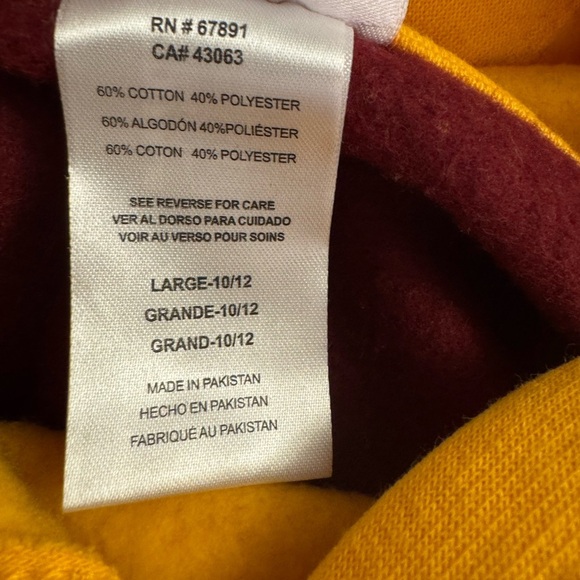 RN # 67891
CA# 43063
60% COTTON 40% POLYESTER
60% ALGODÓN 40%POLIÉSTER
60% COTON 40% POLYESTER
SEE REVERSE FOR CARE
VER AL DORSO PARA CUIDADO
VOIR AU VERSO POUR SOINS
LARGE-10/12
GRANDE-10/12
GRAND-10/12
MADE IN PAKISTAN
HECHO EN PAKISTAN
FABRIQUÉ AU PAKISTAN